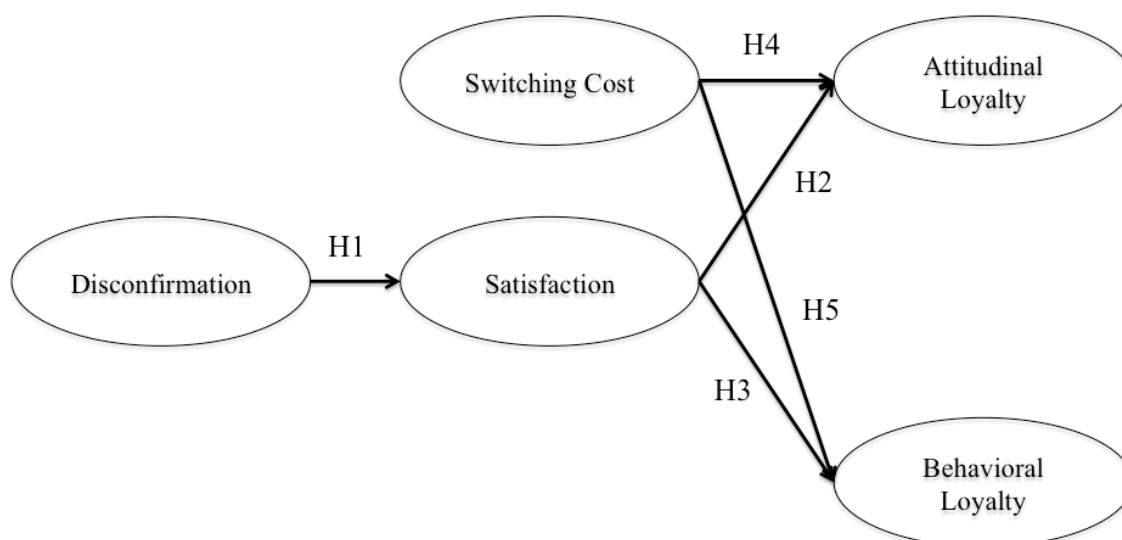 H4
Switching Cost
Attitudinal
Loyalty
H2
H1
Disconfirmation
Satisfaction
H5
H3
Behavioral
Loyalty